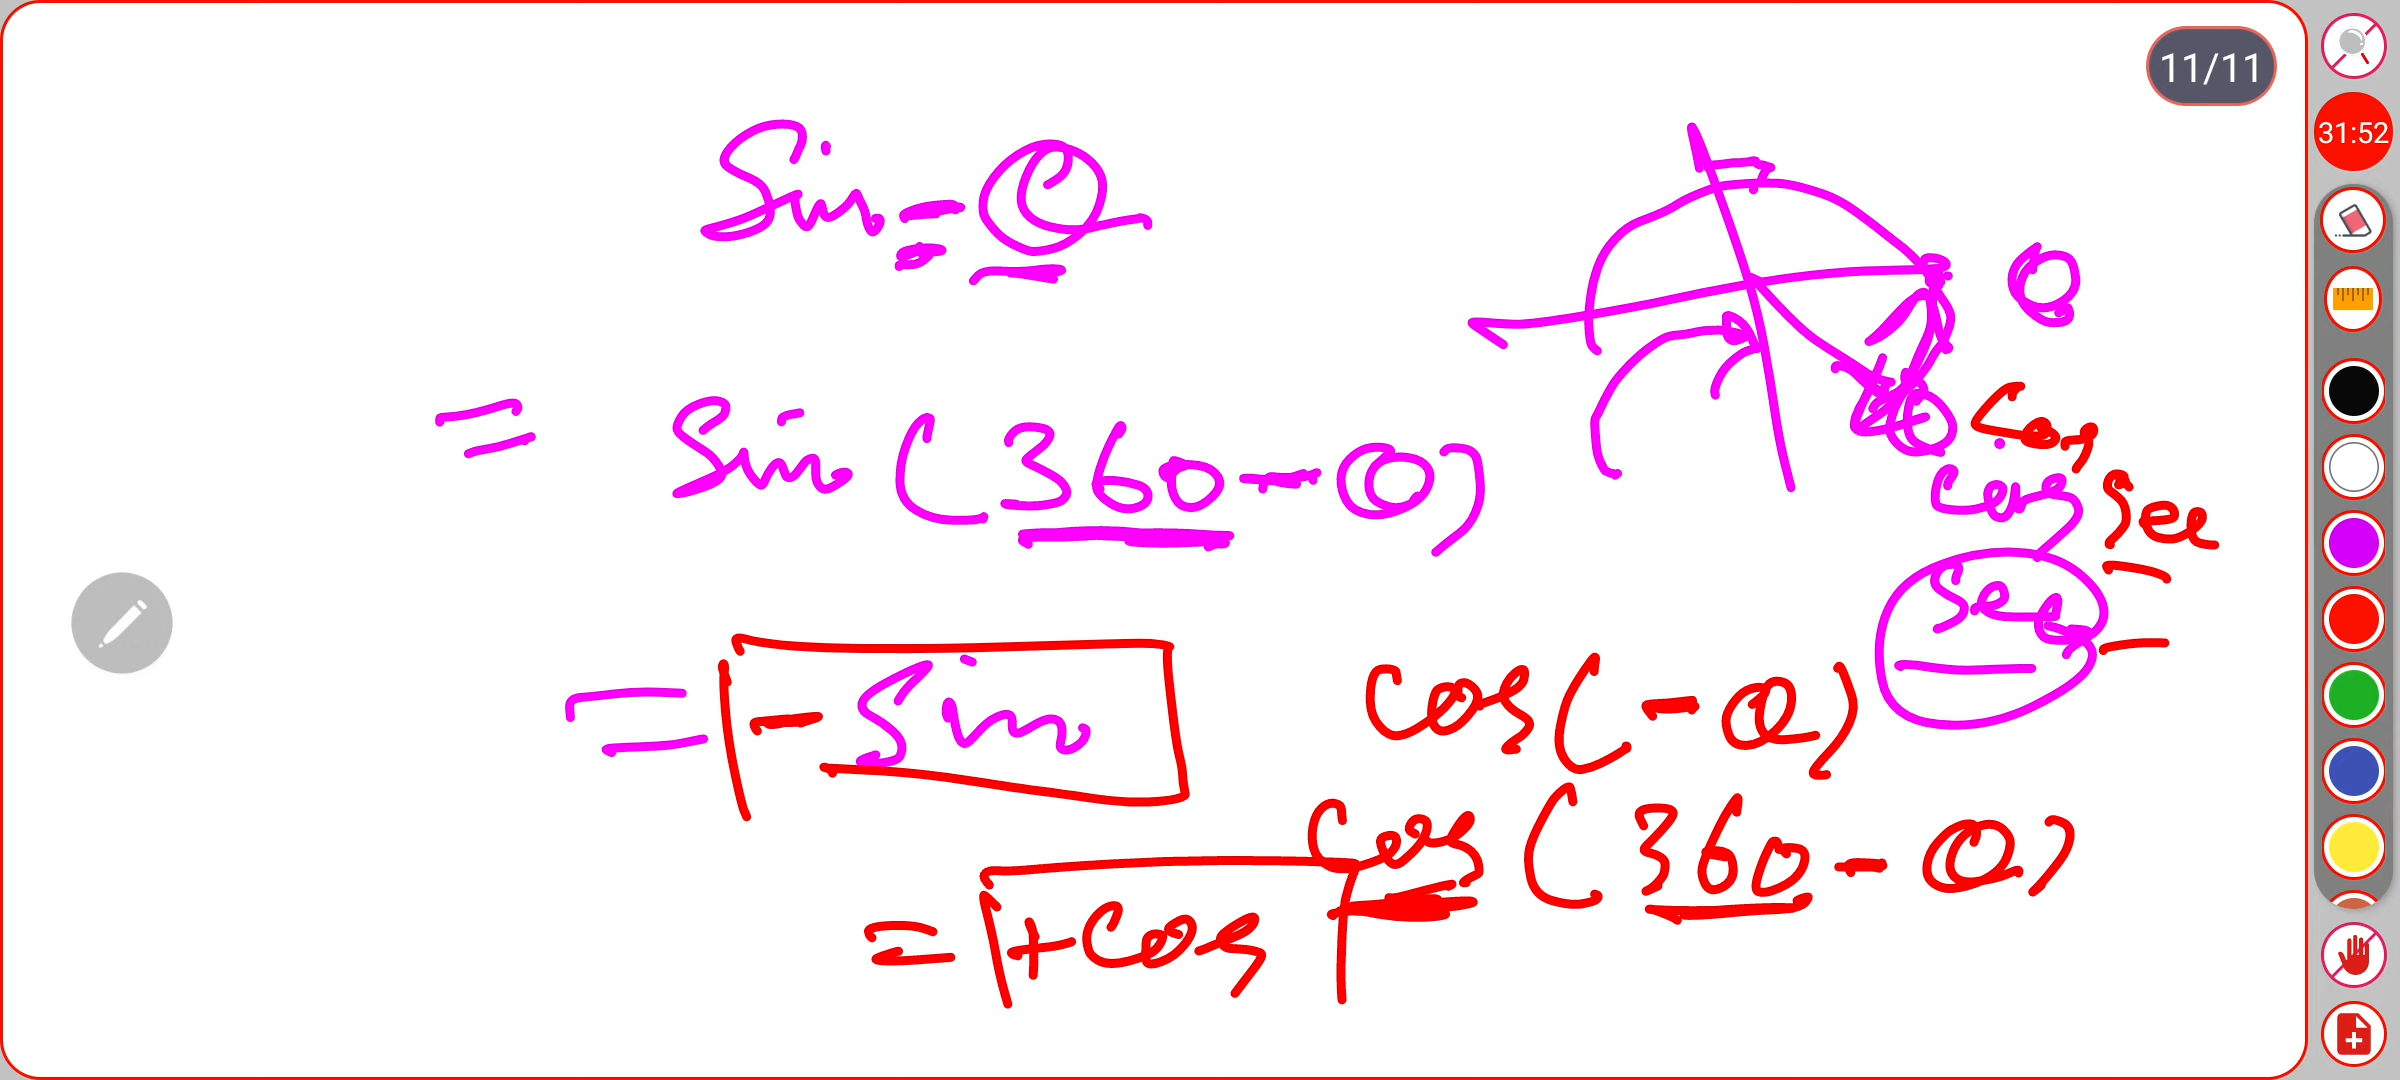 11/11
31:52
Sin - θ
= Sin (360 - θ)
θ
Cos
Cos
Sec
Sec
= - Sin
Cos (-θ)
Cos (360 - θ)
= + Cos